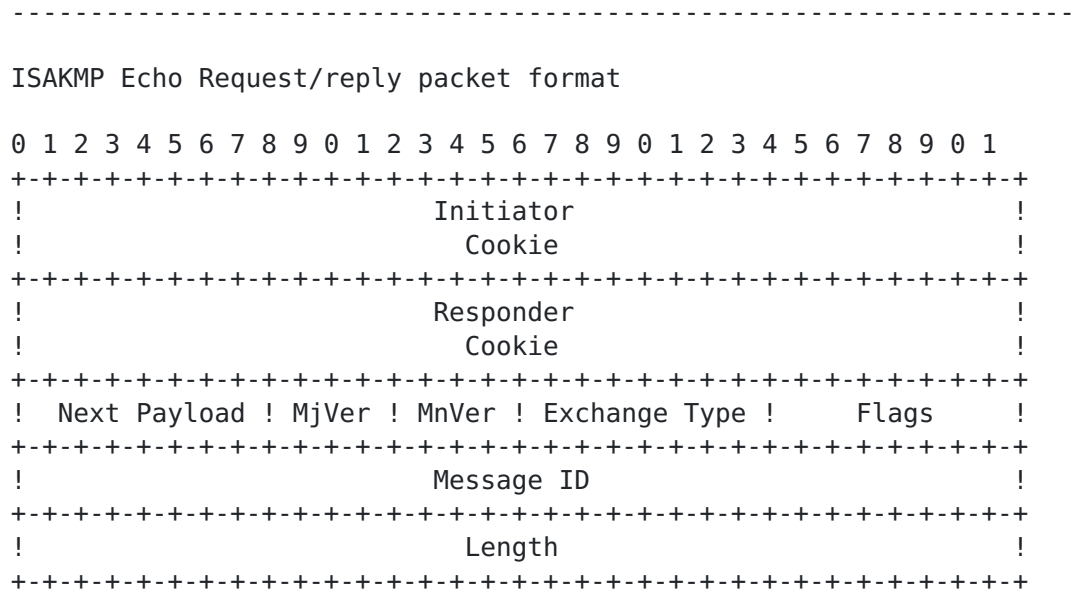 --------------------------------------------------------------------
ISAKMP Echo Request/reply packet format
0 1 2 3 4 5 6 7 8 9 0 1 2 3 4 5 6 7 8 9 0 1 2 3 4 5 6 7 8 9 0 1
+-+-+-+-+-+-+-+-+-+-+-+-+-+-+-+-+-+-+-+-+-+-+-+-+-+-+-+-+-+-+-+-+
!                          Initiator                            !
!                            Cookie                             !
+-+-+-+-+-+-+-+-+-+-+-+-+-+-+-+-+-+-+-+-+-+-+-+-+-+-+-+-+-+-+-+-+
!                          Responder                            !
!                            Cookie                             !
+-+-+-+-+-+-+-+-+-+-+-+-+-+-+-+-+-+-+-+-+-+-+-+-+-+-+-+-+-+-+-+-+
!  Next Payload ! MjVer ! MnVer ! Exchange Type !     Flags     !
+-+-+-+-+-+-+-+-+-+-+-+-+-+-+-+-+-+-+-+-+-+-+-+-+-+-+-+-+-+-+-+-+
!                          Message ID                           !
+-+-+-+-+-+-+-+-+-+-+-+-+-+-+-+-+-+-+-+-+-+-+-+-+-+-+-+-+-+-+-+-+
!                            Length                             !
+-+-+-+-+-+-+-+-+-+-+-+-+-+-+-+-+-+-+-+-+-+-+-+-+-+-+-+-+-+-+-+-+